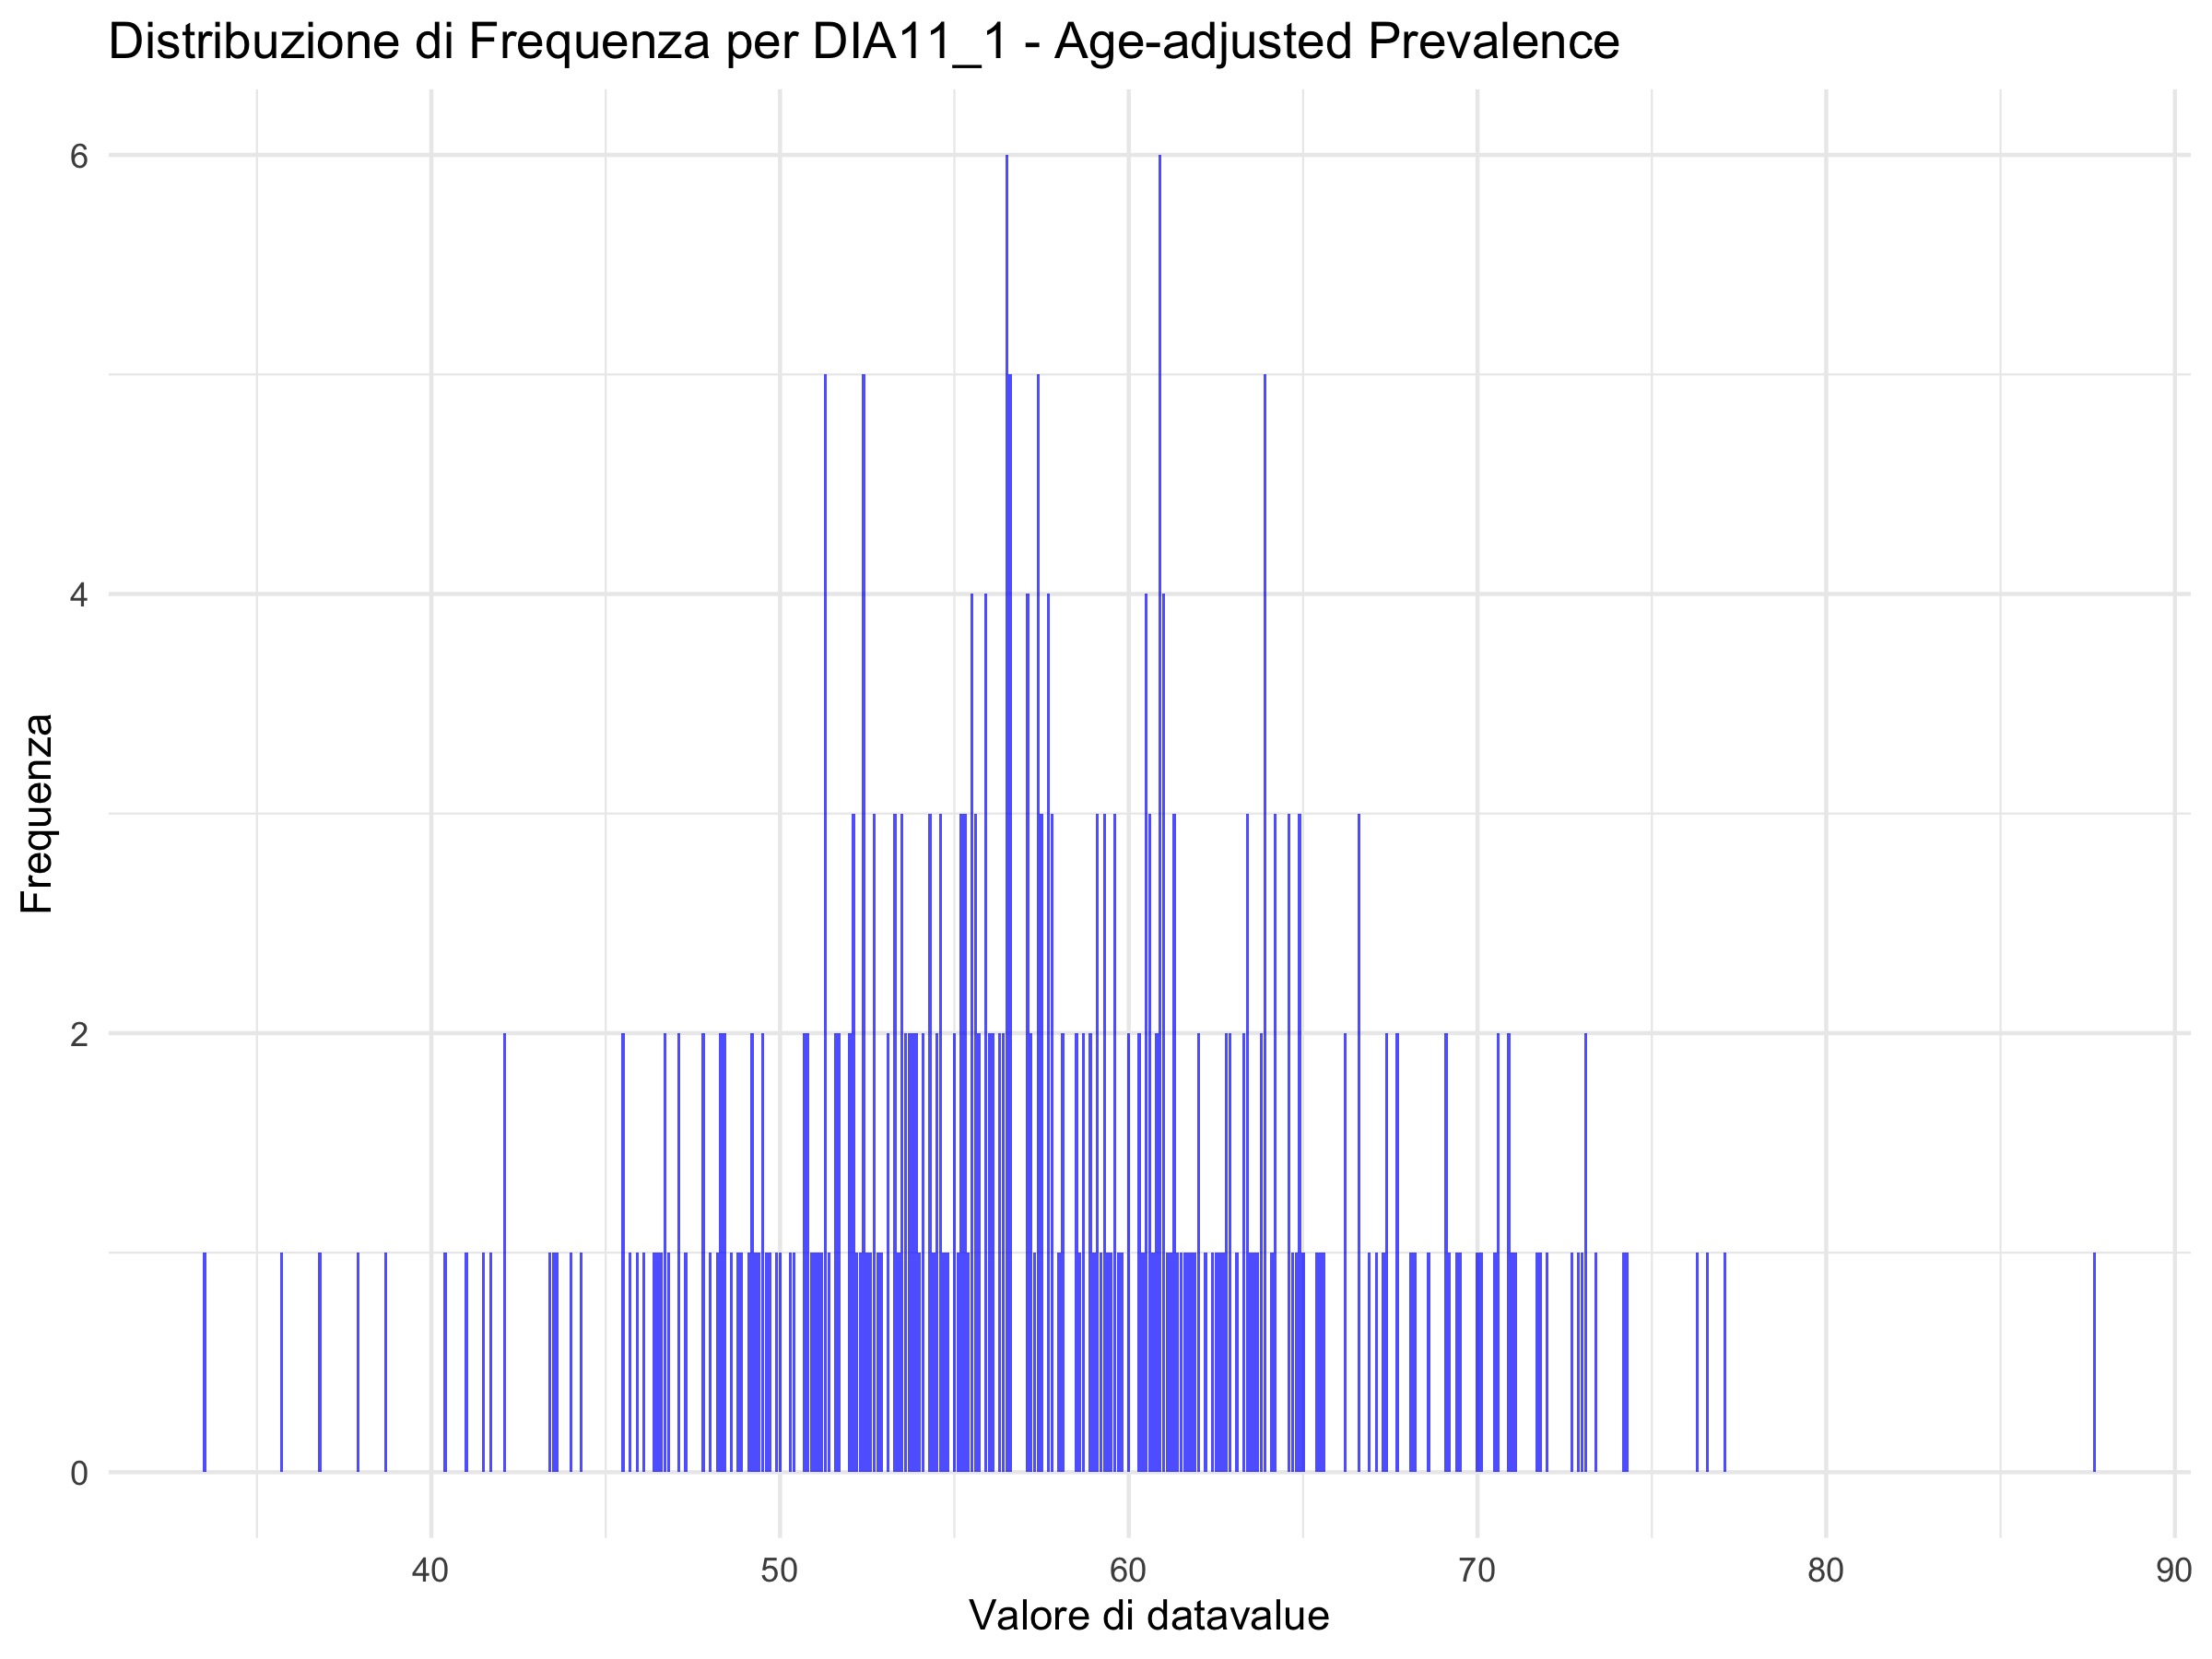 Distribuzione di Frequenza per DIA11_1 - Age-adjusted Prevalence
6
4
2
0
Frequenza
40 50 60 70 80 90
Valore di datavalue